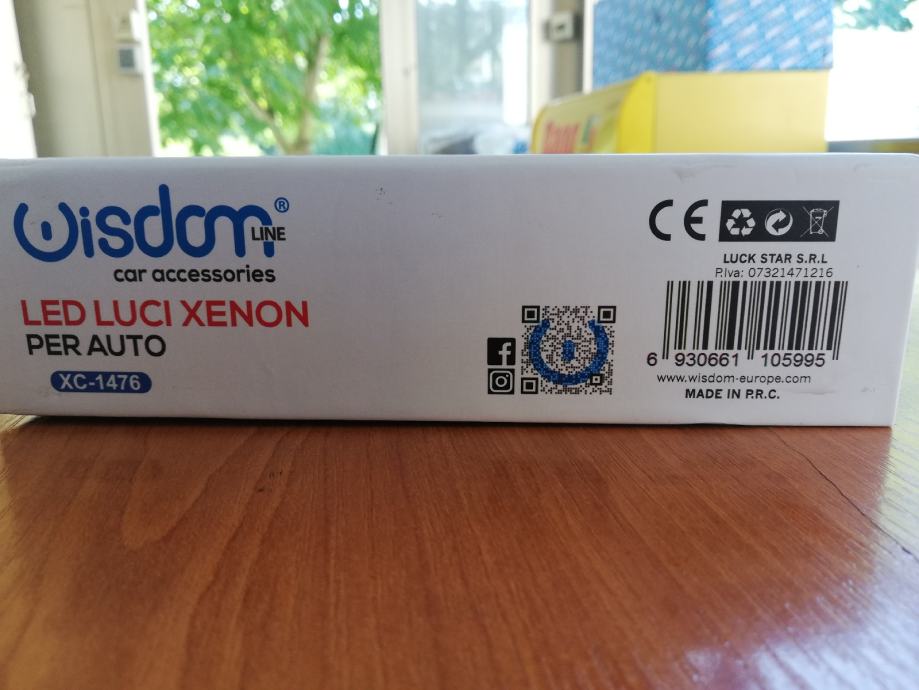 Wisdom®
LINE
car accessories
LED LUCI XENON
PER AUTO
XC-1476
CE
LUCK STAR S.R.L
P.Iva: 07321471216
6 930661 105995
www.wisdom-europe.com
MADE IN P.R.C.